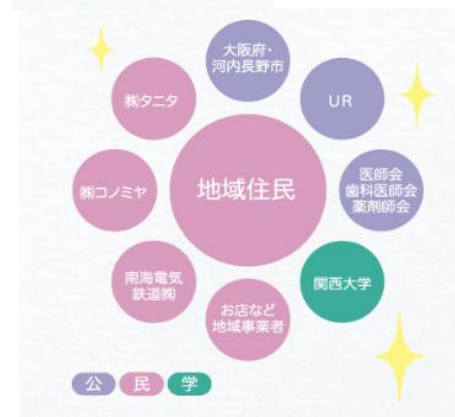 大阪府・
河内長野市
㈱タニタ
UR
㈱コノミヤ
地域住民
医師会
歯科医師会
薬剤師会
南海電気
鉄道㈱
関西大学
お店など
地域事業者
公 民 学